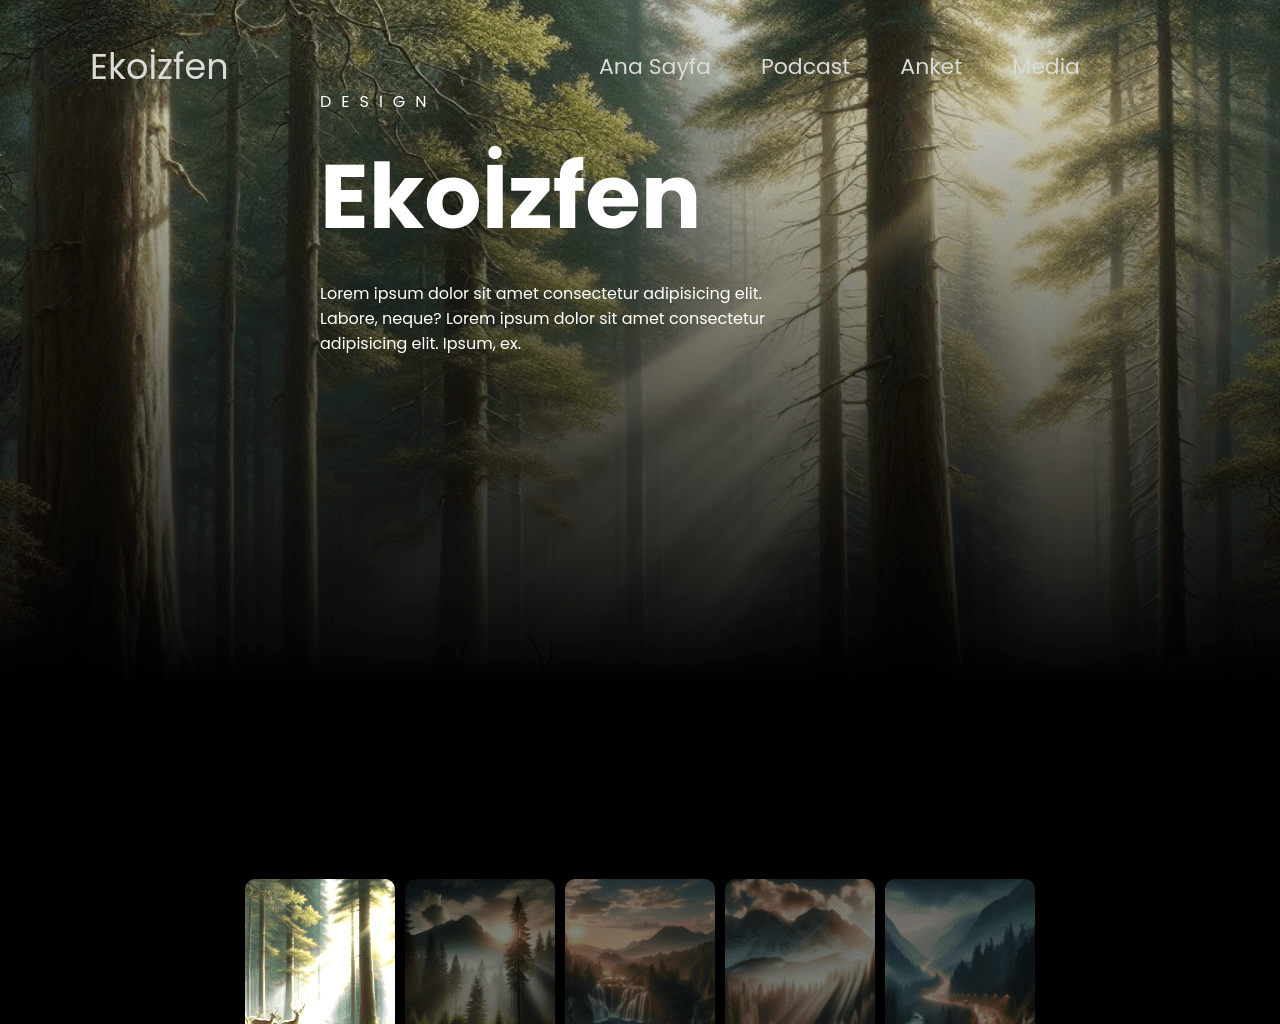 Ekoİzfen
Ana Sayfa
Podcast
Anket
Media
DESIGN
Ekoİzfen
Lorem ipsum dolor sit amet consectetur adipisicing elit.
Labore, neque? Lorem ipsum dolor sit amet consectetur
adipisicing elit. Ipsum, ex.